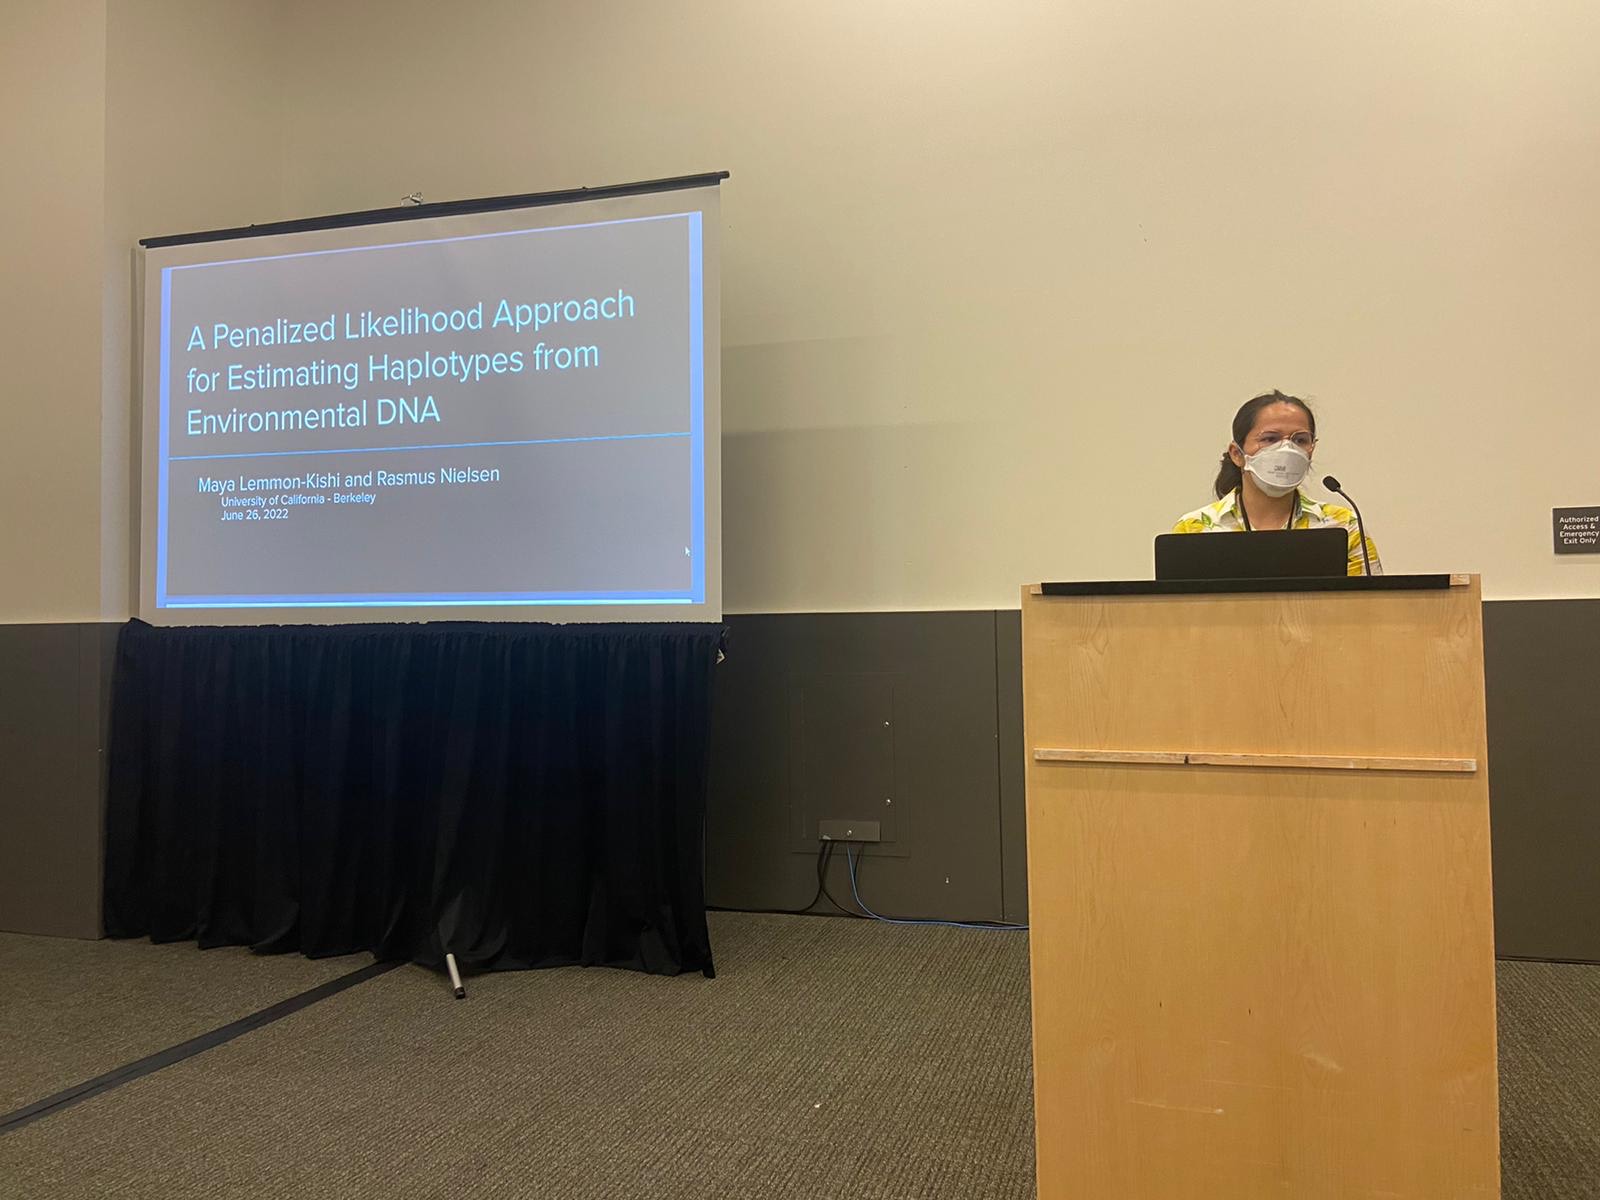 A Penalized Likelihood Approach
for Estimating Haplotypes from
Environmental DNA
Maya Lemmon-Kishi and Rasmus Nielsen
University of California - Berkeley
June 26, 2022
Authorized
Access &
Emergency
Exit Only